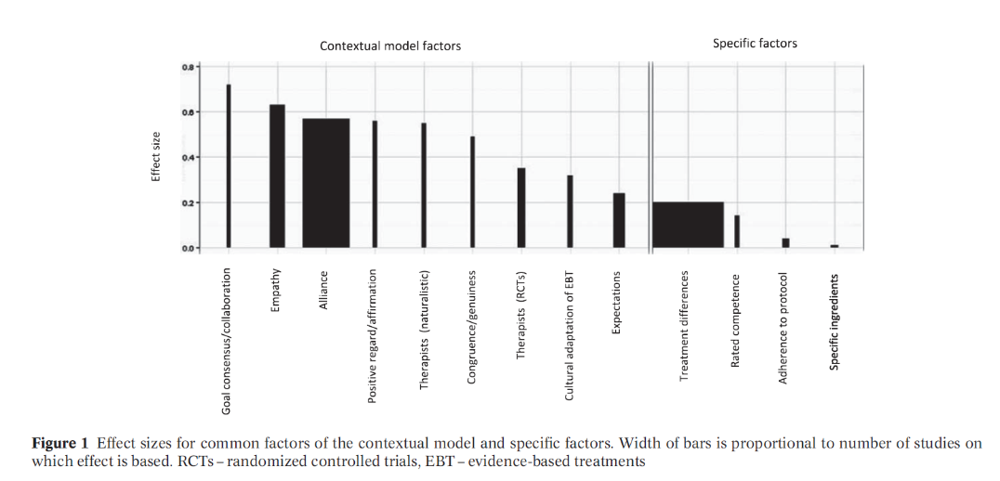 Contextual model factors
Specific factors
Effect size
0.8
0.6
0.4
0.2
0.0
Goal consensus/collaboration
Empathy
Alliance
Positive regard/affirmation
Therapists (naturalistic)
Congruence/genuiness
Therapists (RCTs)
Cultural adaptation of EBT
Expectations
Treatment differences
Rated competence
Adherence to protocol
Specific ingredients
Figure 1 Effect sizes for common factors of the contextual model and specific factors. Width of bars is proportional to number of studies on
which effect is based. RCTs – randomized controlled trials, EBT – evidence-based treatments